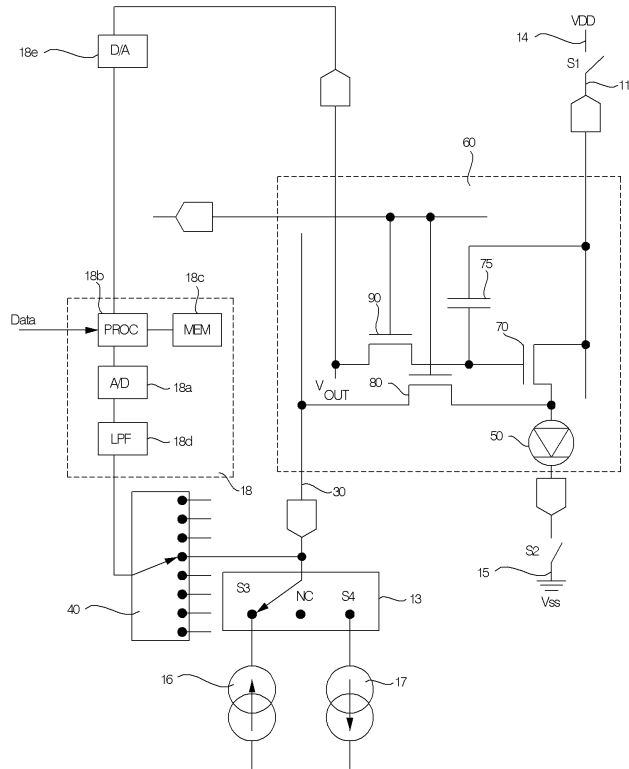 VDD
14
D/A
18e
S1
11
60
18b
18c
75
90
70
Data
PROC
MEM
A/D
18a
VOUT
80
LPF
18d
50
18
30
S2
S3
NC
S4
13
15
40
Vss
16
17